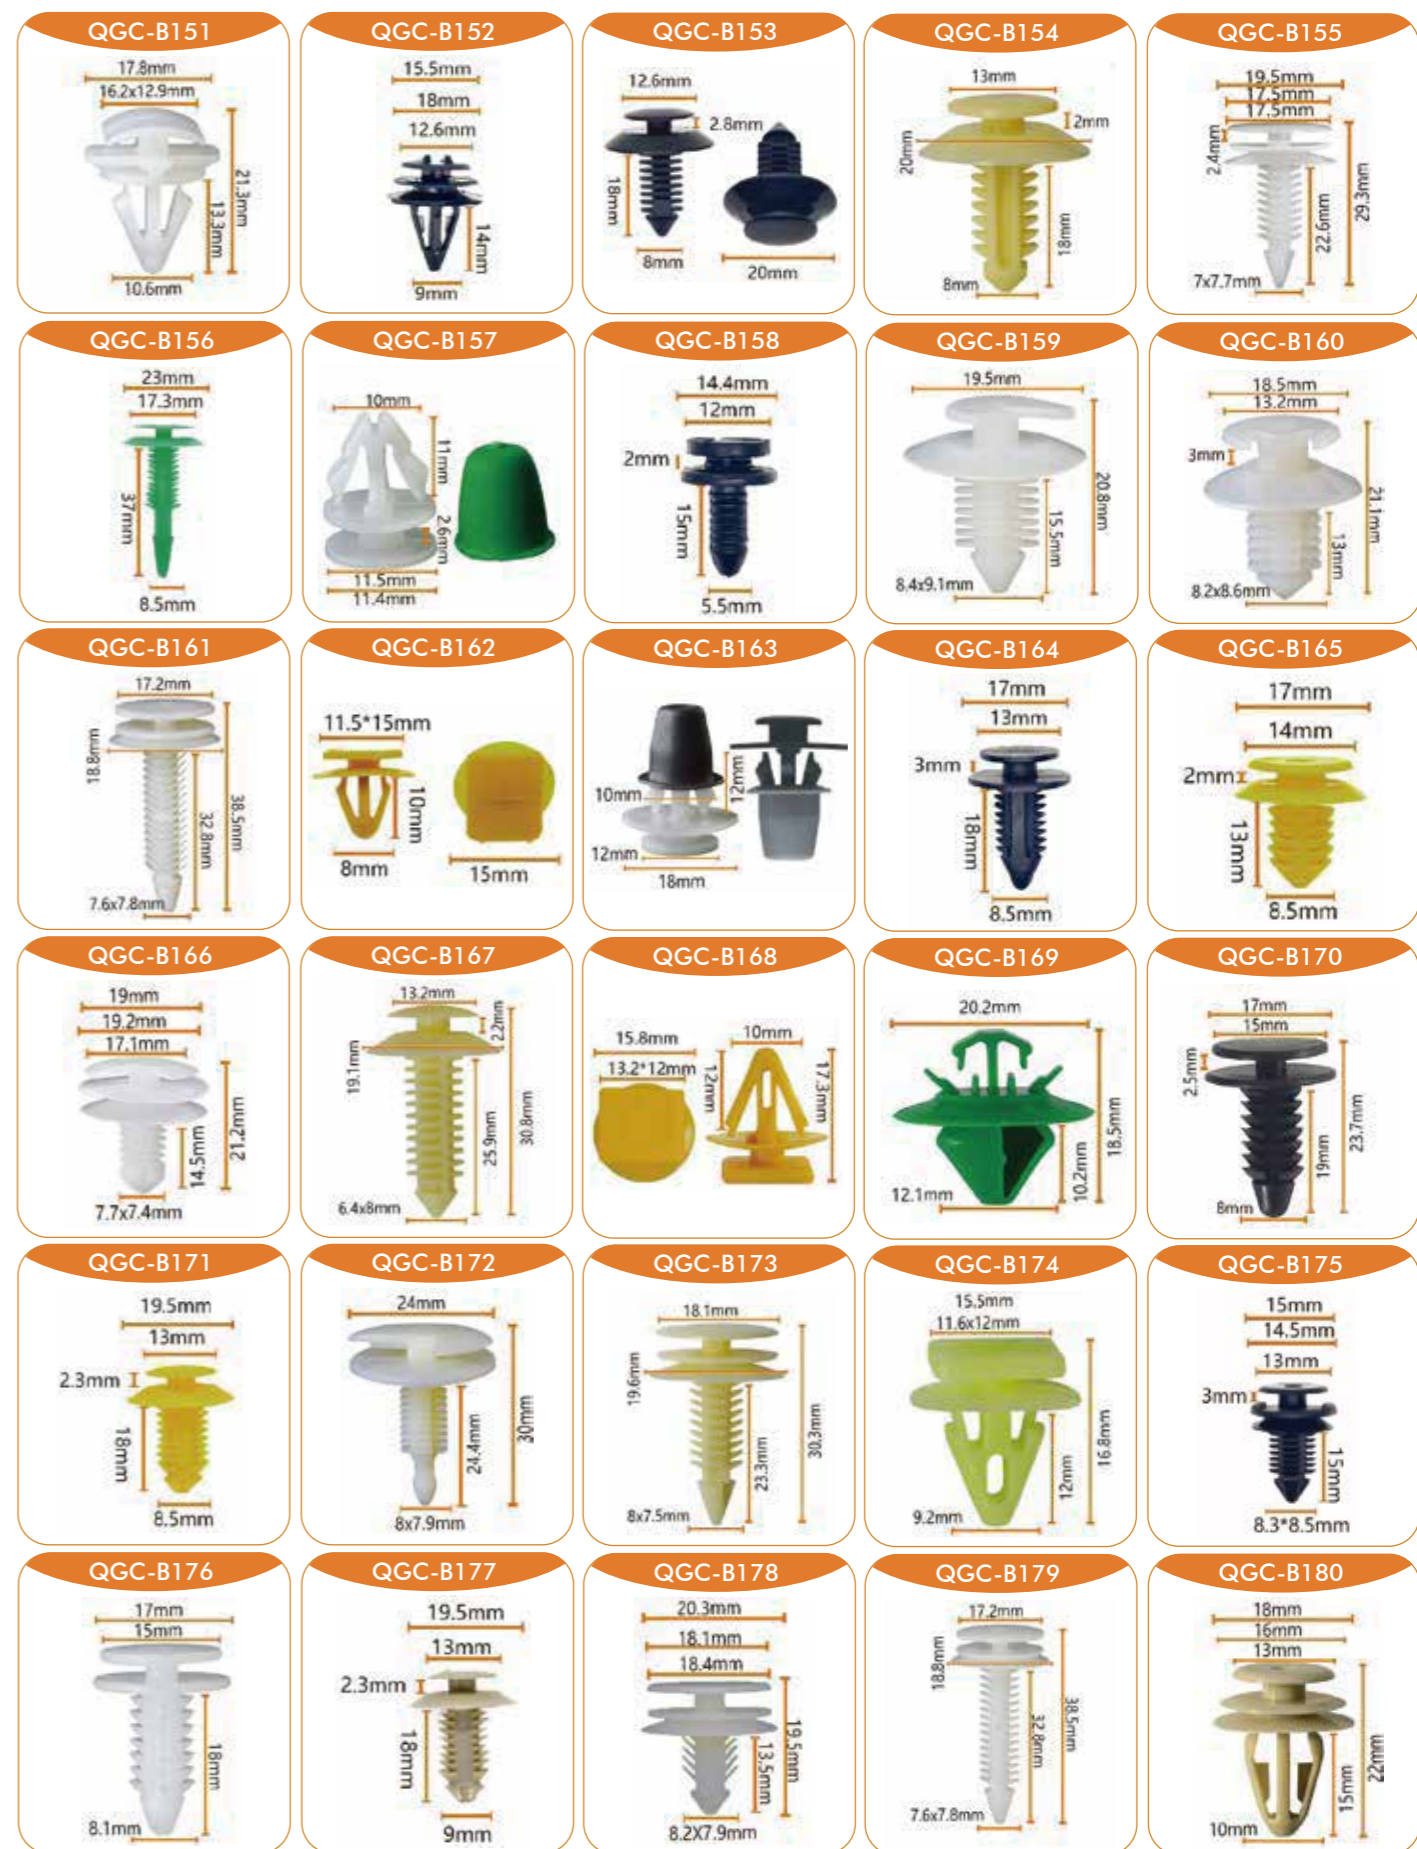 QGC-B151
17.8mm
16.2x12.9mm
21.3mm
13.3mm
10.6mm
QGC-B152
15.5mm
18mm
12.6mm
14mm
9mm
QGC-B153
12.6mm
2.8mm
18mm
8mm
20mm
QGC-B154
13mm
2mm
20mm
18mm
8mm
QGC-B155
19.5mm
17.5mm
17.5mm
2.4mm
29.3mm
22.6mm
7x7.7mm
QGC-B156
23mm
17.3mm
37mm
8.5mm
QGC-B157
10mm
11mm
2.6mm
11.5mm
11.4mm
QGC-B158
14.4mm
12mm
2mm
15mm
5.5mm
QGC-B159
19.5mm
20.8mm
15.5mm
8.4x9.1mm
QGC-B160
18.5mm
13.2mm
3mm
21.1mm
13mm
8.2x8.6mm
QGC-B161
17.2mm
18.8mm
38.5mm
32.8mm
7.6x7.8mm
QGC-B162
11.5*15mm
10mm
8mm
15mm
QGC-B163
12mm
10mm
12mm
18mm
QGC-B164
17mm
13mm
3mm
18mm
8.5mm
QGC-B165
17mm
14mm
2mm
13mm
8.5mm
QGC-B166
19mm
19.2mm
17.1mm
21.2mm
14.5mm
7.7x7.4mm
QGC-B167
13.2mm
2.2mm
19.1mm
30.8mm
25.9mm
6.4x8mm
QGC-B168
15.8mm
13.2*12mm
10mm
12mm
17.3mm
QGC-B169
20.2mm
18.5mm
10.2mm
12.1mm
QGC-B170
17mm
15mm
2.5mm
23.7mm
19mm
8mm
QGC-B171
19.5mm
13mm
2.3mm
18mm
8.5mm
QGC-B172
24mm
30mm
24.4mm
8x7.9mm
QGC-B173
18.1mm
19.6mm
30.3mm
23.3mm
8x7.5mm
QGC-B174
15.5mm
11.6x12mm
16.8mm
12mm
9.2mm
QGC-B175
15mm
14.5mm
13mm
3mm
15mm
8.3*8.5mm
QGC-B176
17mm
15mm
18mm
8.1mm
QGC-B177
19.5mm
13mm
2.3mm
18mm
9mm
QGC-B178
20.3mm
18.1mm
18.4mm
19.5mm
13.5mm
8.2X7.9mm
QGC-B179
17.2mm
18.8mm
38.5mm
32.8mm
7.6x7.8mm
QGC-B180
18mm
16mm
13mm
22mm
15mm
10mm